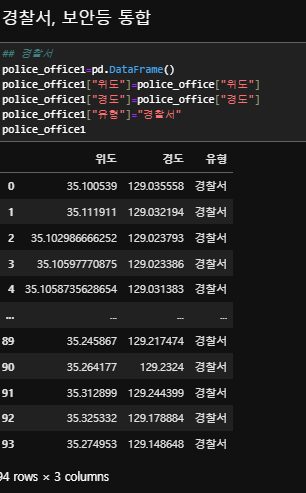 경찰서, 보안등 통합
## 경찰서
police_office1=pd.DataFrame()
police_office1["위도"]=police_office["위도"]
police_office1["경도"]=police_office["경도"]
police_office1["유형"]="경찰서"
police_office1
위도 경도 유형
0 35.100539 129.035558 경찰서
1 35.111911 129.032194 경찰서
2 35.102986666252 129.023793 경찰서
3 35.10597770875 129.023386 경찰서
4 35.1058735628654 129.031383 경찰서
... ... ... ...
89 35.245867 129.217474 경찰서
90 35.264177 129.2324 경찰서
91 35.312899 129.244399 경찰서
92 35.325332 129.178884 경찰서
93 35.274953 129.148648 경찰서
94 rows × 3 columns